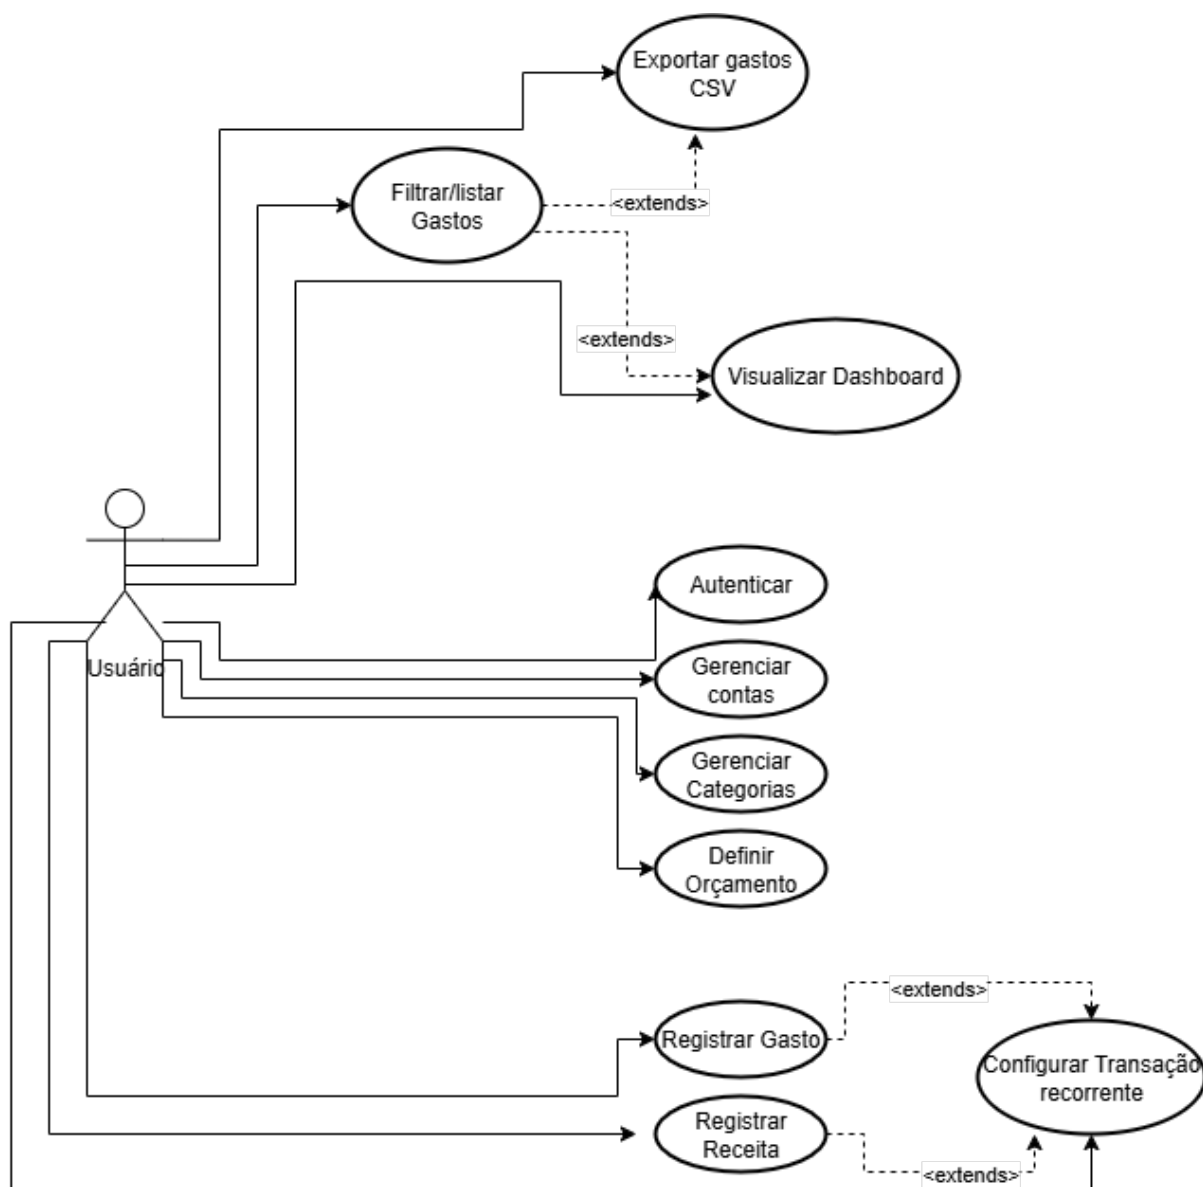 Exportar gastos
CSV
Filtrar/listar
Gastos
<extends>
<extends>
Visualizar Dashboard
Usuário
Autenticar
Gerenciar
contas
Gerenciar
Categorias
Definir
Orçamento
<extends>
Registrar Gasto
Configurar Transação
recorrente
Registrar
Receita
<extends>